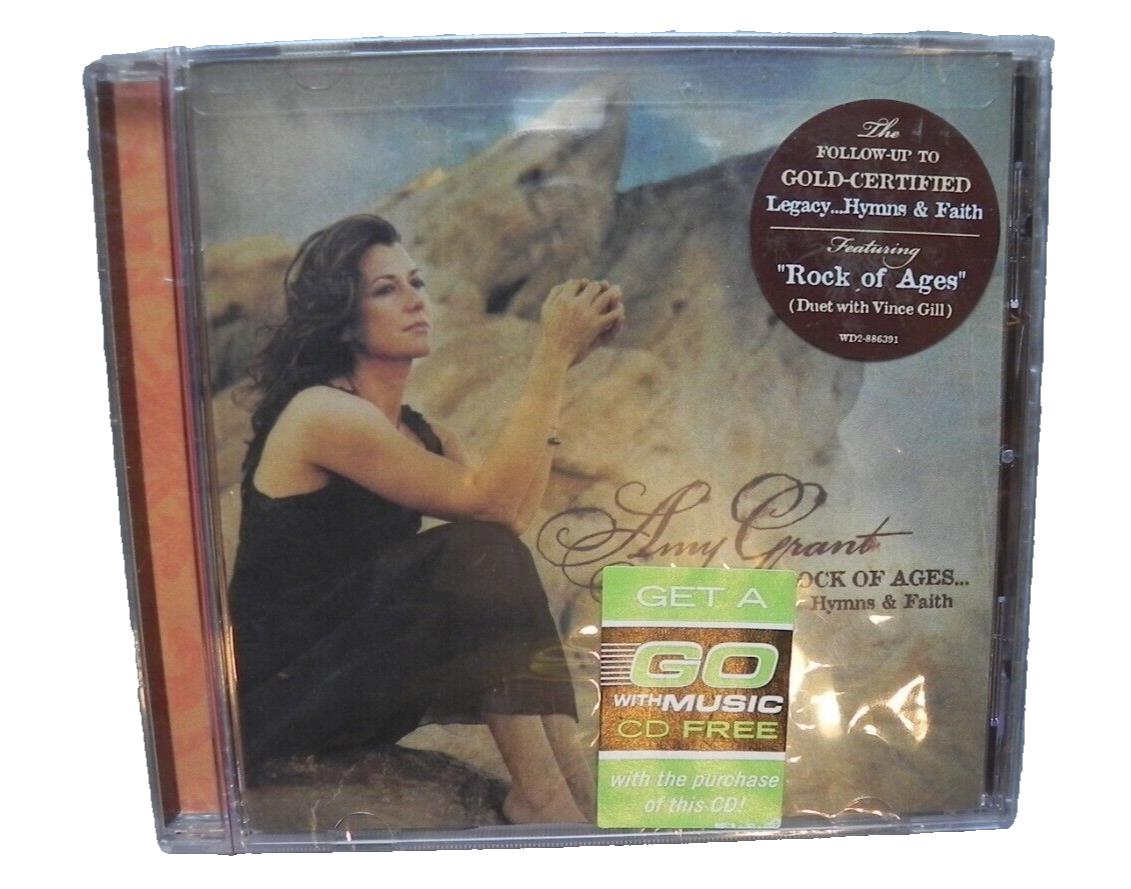 The
FOLLOW-UP TO
GOLD-CERTIFIED
Legacy...Hymns & Faith
Featuring
"Rock of Ages"
(Duet with Vince Gill)
WD2-886391
Amy Grant
OCK OF AGES...
Hymns & Faith
GET A
GO
WITH MUSIC
CD FREE
with the purchase
of this CD!